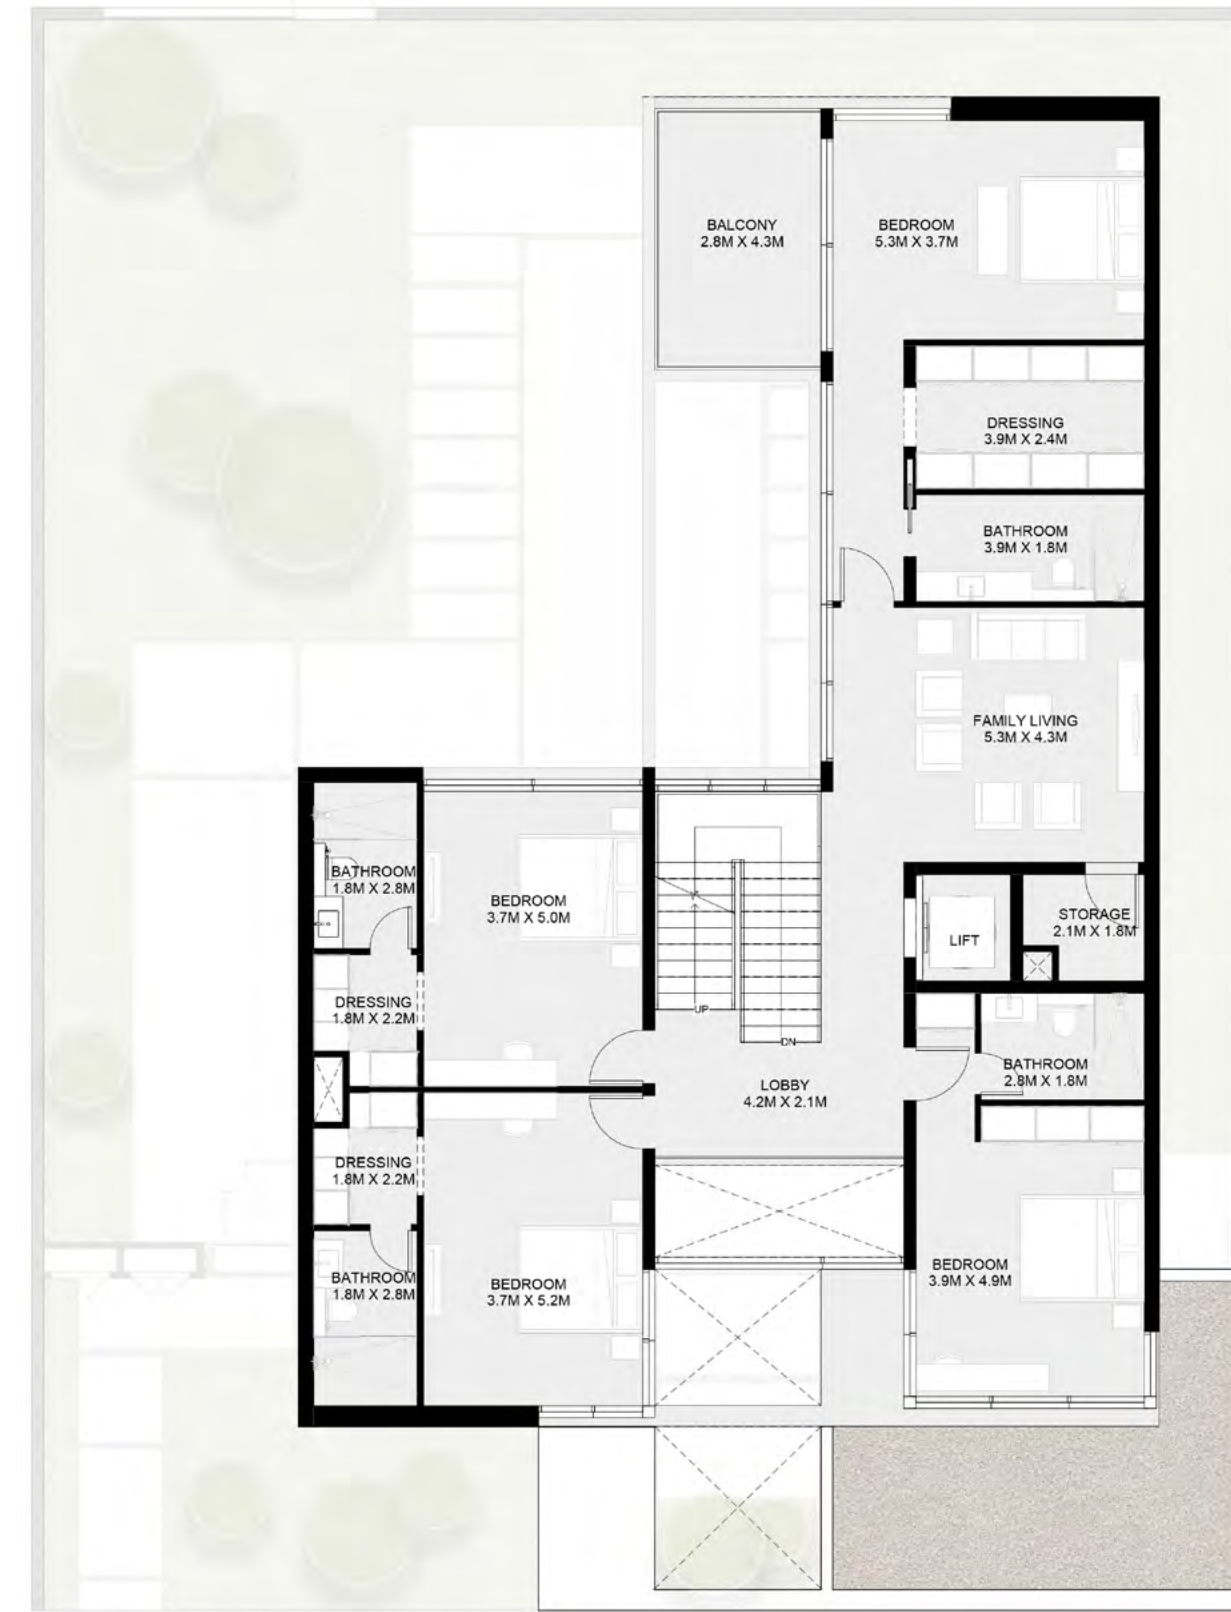 BALCONY
2.8M X 4.3M
BEDROOM
5.3M X 3.7M
DRESSING
3.9M X 2.4M
BATHROOM
3.9M X 1.8M
FAMILY LIVING
5.3M X 4.3M
BATHROOM
1.8M X 2.8M
BEDROOM
3.7M X 5.0M
STORAGE
2.1M X 1.8M
LIFT
DRESSING
1.8M X 2.2M
UP
DN
BATHROOM
2.8M X 1.8M
LOBBY
4.2M X 2.1M
DRESSING
1.8M X 2.2M
BATHROOM
1.8M X 2.8M
BEDROOM
3.7M X 5.2M
BEDROOM
3.9M X 4.9M